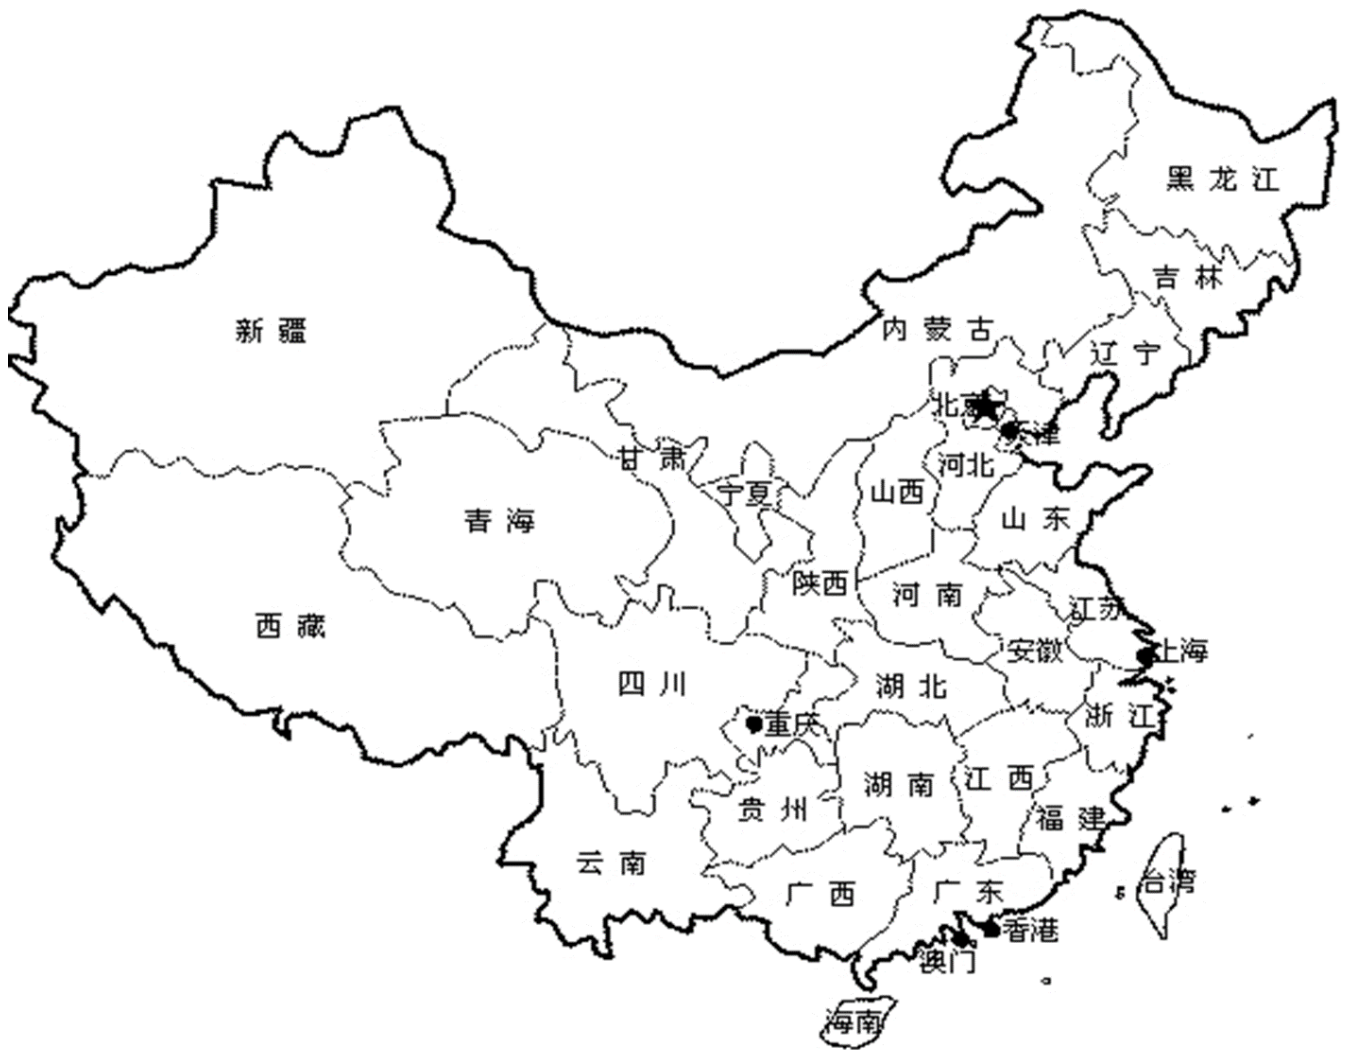 黑龙江
吉林
辽宁
内蒙古
新疆
北京
天津
河北
甘肃
宁夏
山西
山东
青海
陕西
河南
江苏
西藏
安徽
上海
四川
湖北
重庆
浙江
湖南
江西
贵州
福建
云南
广西
广东
台湾
香港
澳门
海南